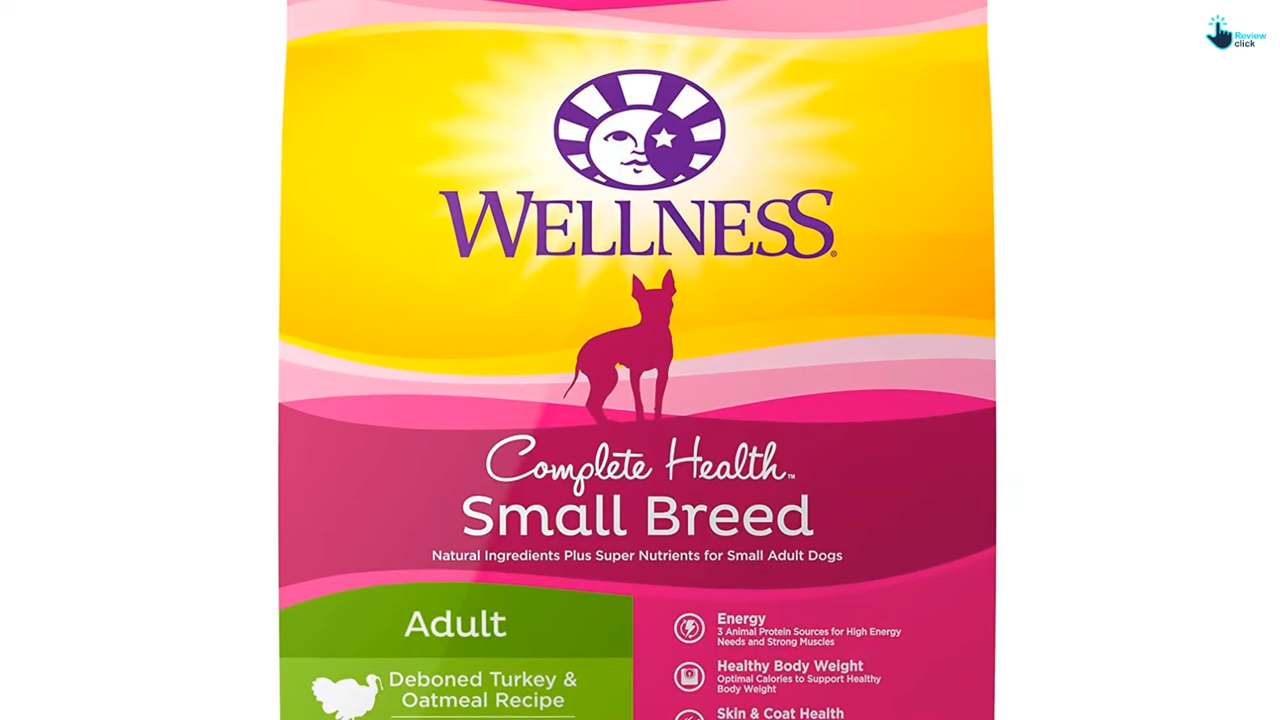 Review
click
WELLNESS®
Complete Health™
Small Breed
Natural Ingredients Plus Super Nutrients for Small Adult Dogs
Adult
Deboned Turkey &
Oatmeal Recipe
Energy
3 Animal Protein Sources for High Energy
Needs and Strong Muscles
Healthy Body Weight
Optimal Calories to Support Healthy
Body Weight
Skin & Coat Health